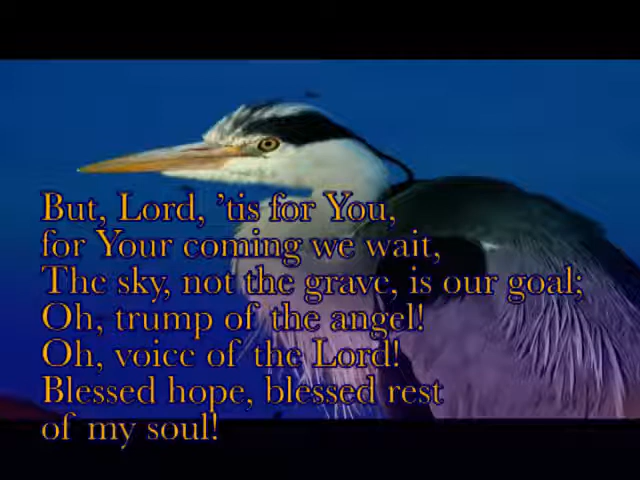 But, Lord, ’tis for You,
for Your coming we wait,
The sky, not the grave, is our goal;
Oh, trump of the angel!
Oh, voice of the Lord!
Blessed hope, blessed rest
of my soul!